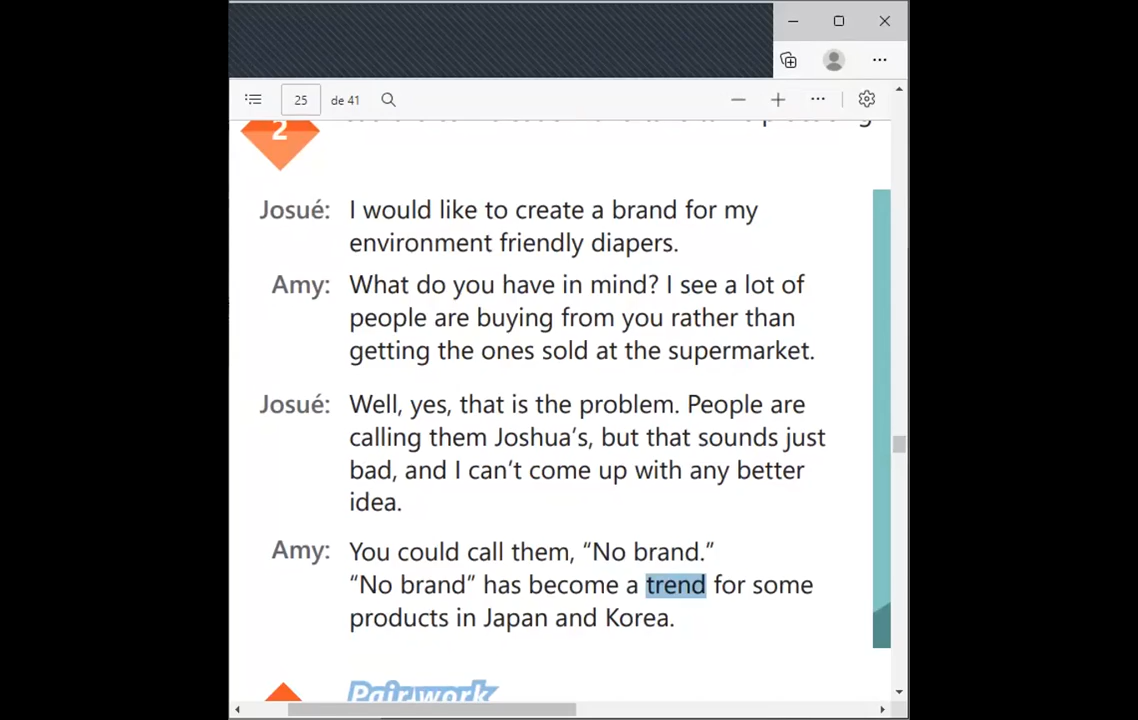 25 de 41
2
Josué: I would like to create a brand for my
environment friendly diapers.
Amy: What do you have in mind? I see a lot of
people are buying from you rather than
getting the ones sold at the supermarket.
Josué: Well, yes, that is the problem. People are
calling them Joshua’s, but that sounds just
bad, and I can’t come up with any better
idea.
Amy: You could call them, “No brand.”
“No brand” has become a trend for some
products in Japan and Korea.
Pair work